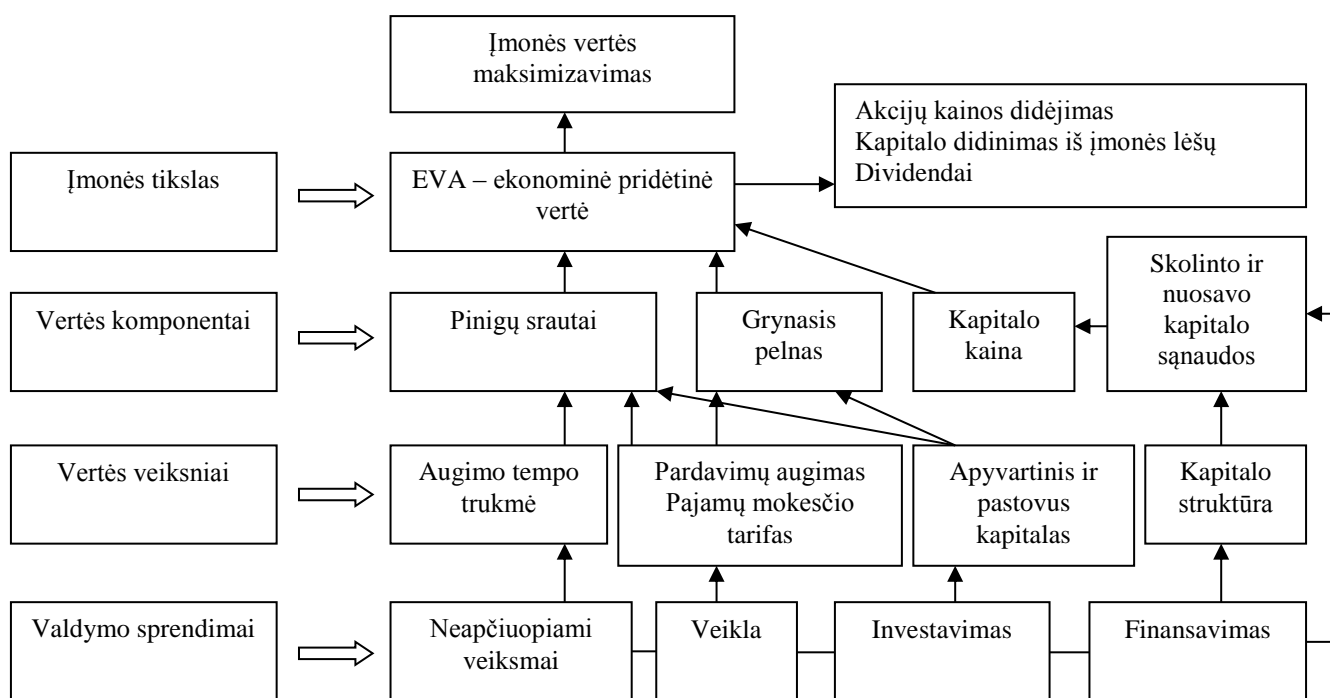 Įmonės vertės
maksimizavimas
Akcijų kainos didėjimas
Kapitalo didinimas iš įmonės lėšų
Dividendai
Įmonės tikslas
EVA – ekonominė pridėtinė
vertė
Vertės komponentai
Pinigų srautai
Grynasis
pelnas
Kapitalo
kaina
Skolinto ir
nuosavo
kapitalo
sąnaudos
Vertės veiksniai
Augimo tempo
trukmė
Pardavimų augimas
Pajamų mokesčio
tarifas
Apyvartinis ir
pastovus
kapitalas
Kapitalo
struktūra
Valdymo sprendimai
Neapčiuopiami
veiksmai
Veikla
Investavimas
Finansavimas